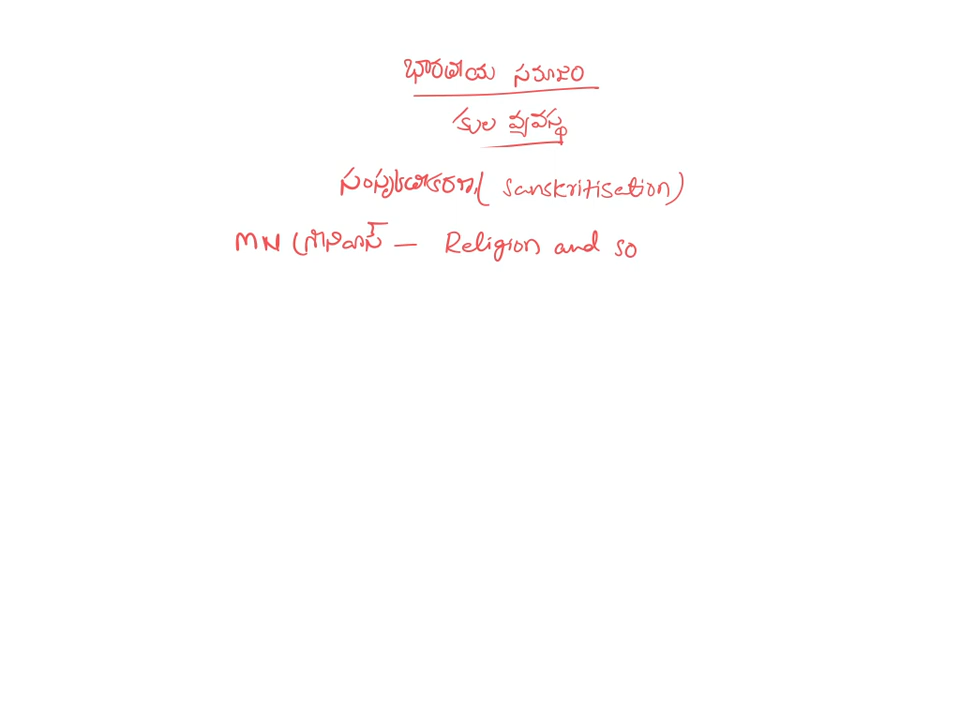 భారతీయ సమాజం
కుల వ్యవస్థ
సంస్కృతీకరణ ( Sanskritisation)
MN శ్రీనివాస్ — Religion and so